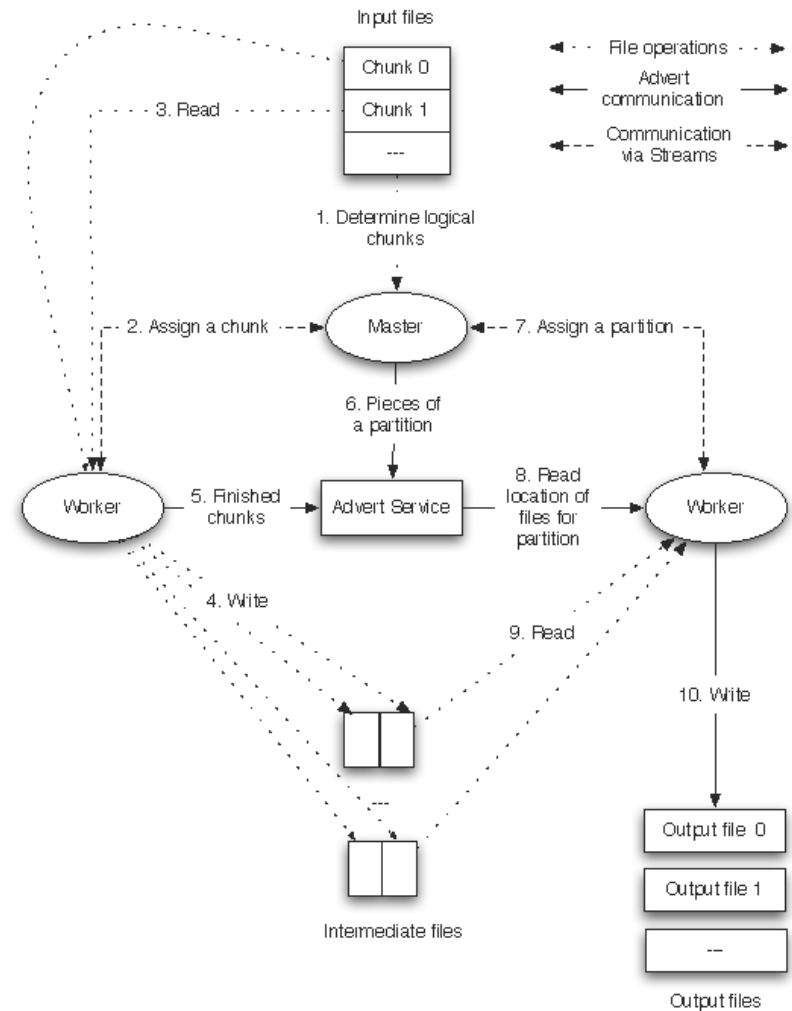 Input files
Chunk 0
Chunk 1
---
File operations
Advert
communication
Communication
via Streams
3. Read
1. Determine logical
chunks
2. Assign a chunk
Master
7. Assign a partition
6. Pieces of
a partition
Worker
5. Finished
chunks
Advert Service
8. Read
location of
files for
partition
Worker
4. Write
9. Read
10. Write
---
Intermediate files
Output file 0
Output file 1
---
Output files